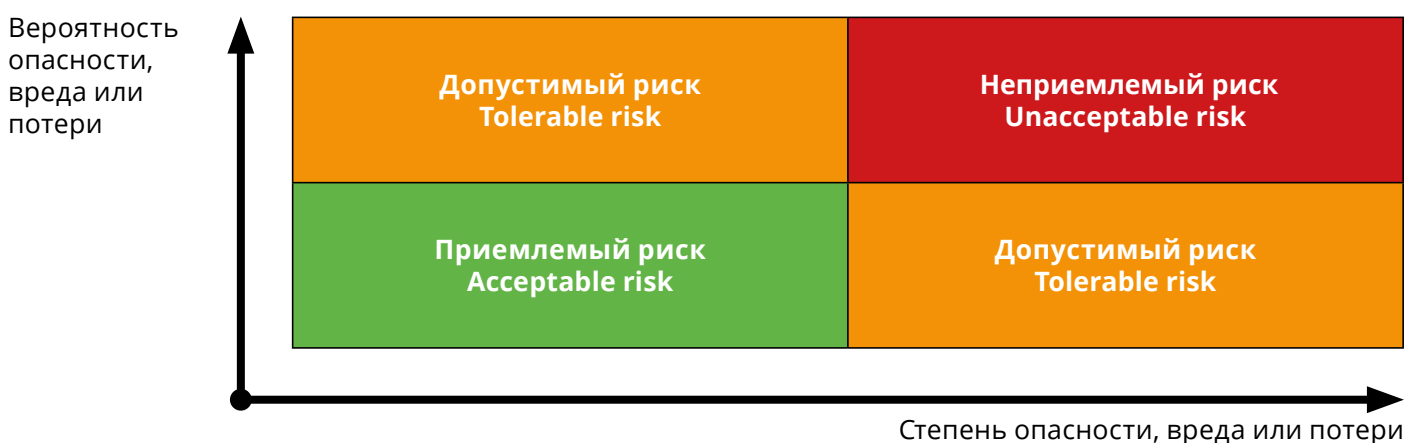 Вероятность
опасности,
вреда или
потери
Допустимый риск
Tolerable risk
Неприемлемый риск
Unacceptable risk
Приемлемый риск
Acceptable risk
Допустимый риск
Tolerable risk
Степень опасности, вреда или потери